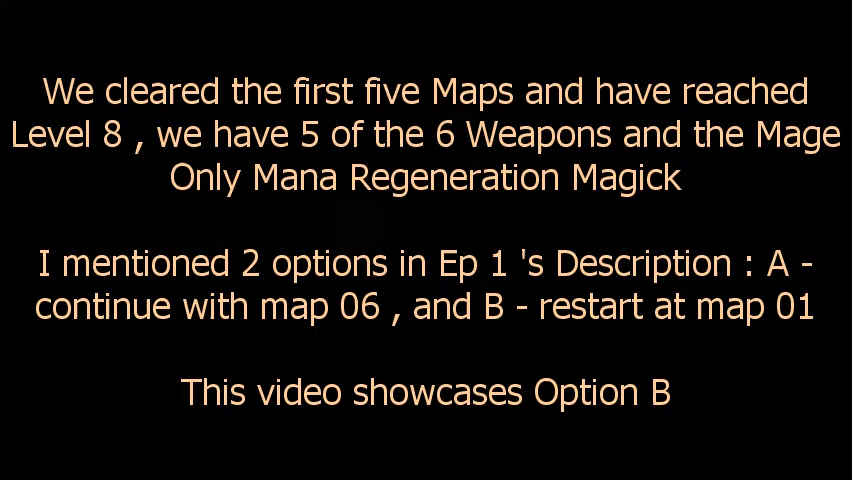 We cleared the first five Maps and have reached
Level 8 , we have 5 of the 6 Weapons and the Mage
Only Mana Regeneration Magick
I mentioned 2 options in Ep 1 's Description : A -
continue with map 06 , and B - restart at map 01
This video showcases Option B